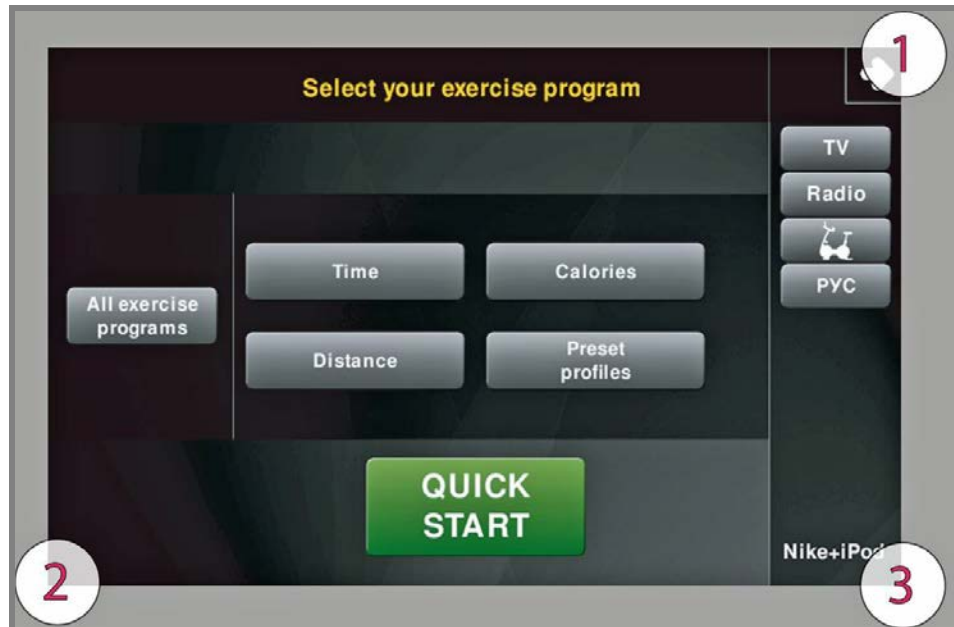 1
Select your exercise program
TV
Radio
РУС
Time
Calories
All exercise
programs
Distance
Preset
profiles
QUICK
START
Nike+iPod
2
3